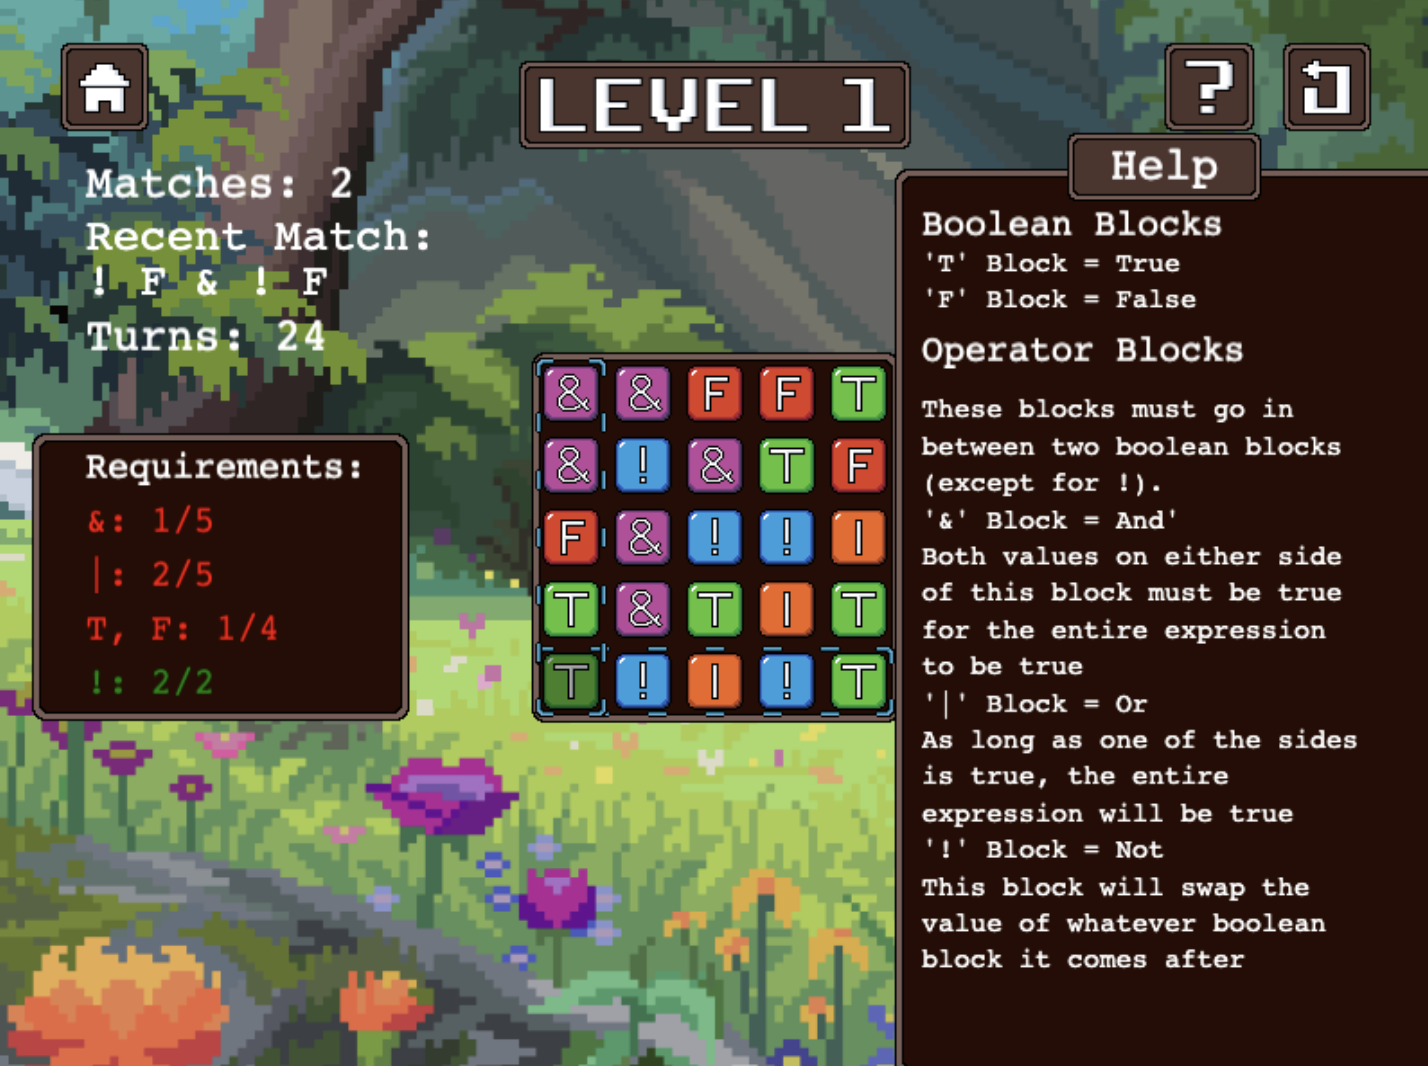 ?
LEVEL 1
Help
Matches: 2
Recent Match:
! F & ! F
Turns: 24
Requirements:
&: 1/5
|: 2/5
T, F: 1/4
!: 2/2
& & F F T
& ! & T F
F & ! ! |
T & T | T
T ! | ! T
Boolean Blocks
'T' Block = True
'F' Block = False
Operator Blocks
These blocks must go in
between two boolean blocks
(except for !).
'&' Block = And'
Both values on either side
of this block must be true
for the entire expression
to be true
'|' Block = Or
As long as one of the sides
is true, the entire
expression will be true
'!' Block = Not
This block will swap the
value of whatever boolean
block it comes after